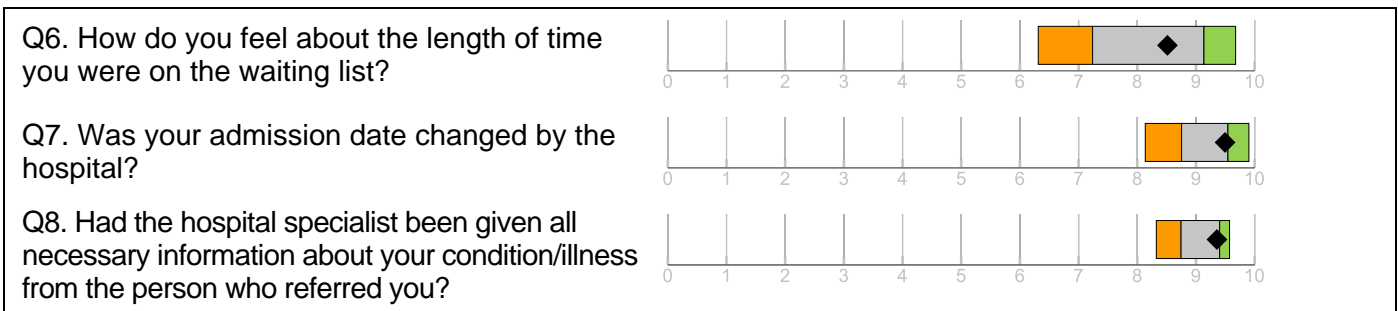 Q6. How do you feel about the length of time
you were on the waiting list?
0 1 2 3 4 5 6 7 8 9 10
Q7. Was your admission date changed by the
hospital?
0 1 2 3 4 5 6 7 8 9 10
Q8. Had the hospital specialist been given all
necessary information about your condition/illness
from the person who referred you?
0 1 2 3 4 5 6 7 8 9 10